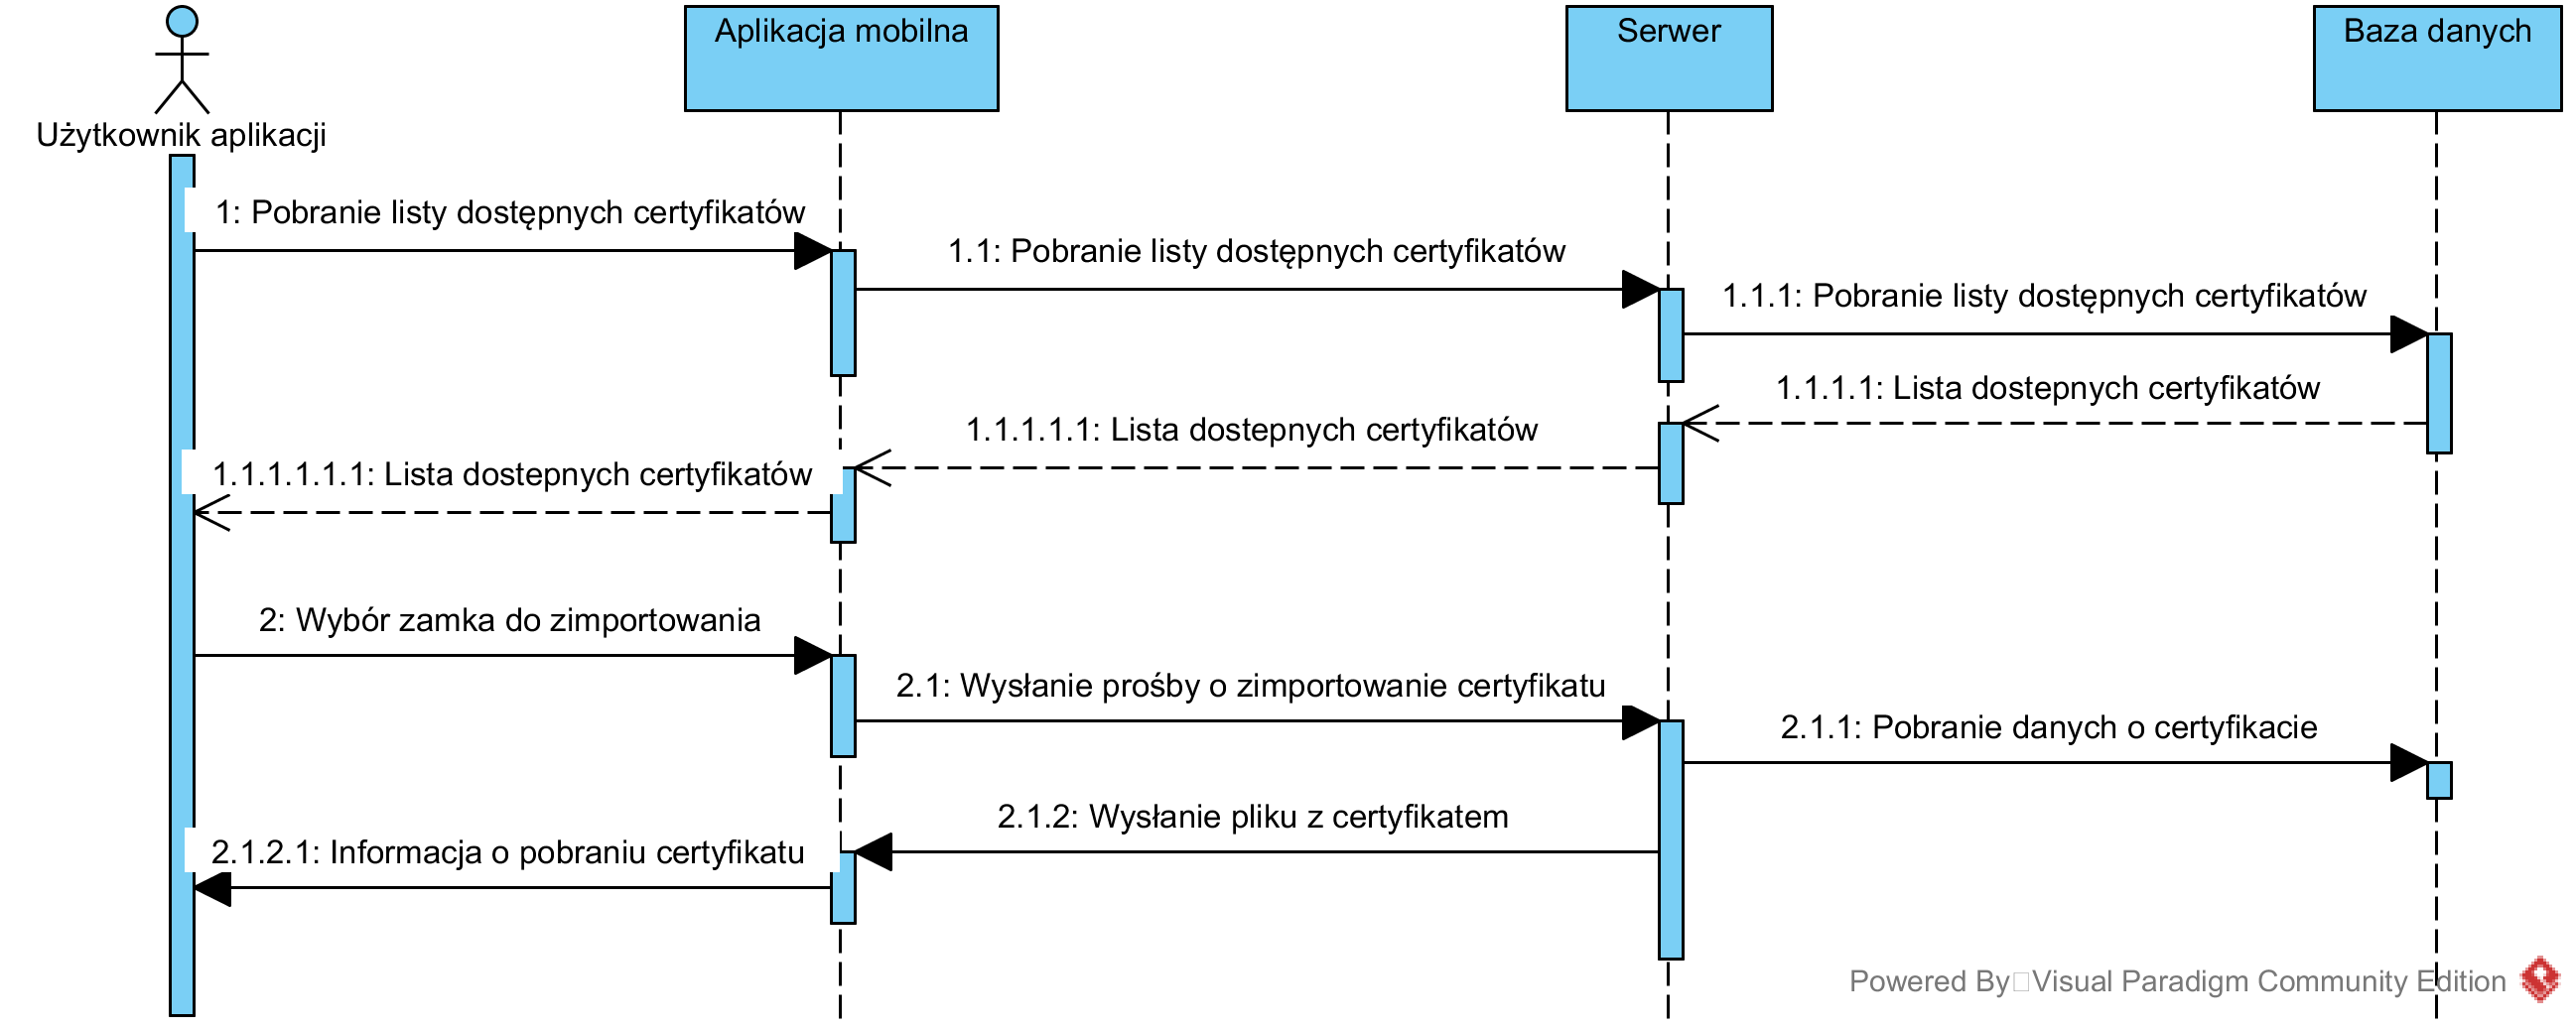 Aplikacja mobilna
Serwer
Baza danych
Użytkownik aplikacji
1: Pobranie listy dostępnych certyfikatów
1.1: Pobranie listy dostępnych certyfikatów
1.1.1: Pobranie listy dostępnych certyfikatów
1.1.1.1: Lista dostepnych certyfikatów
1.1.1.1.1: Lista dostepnych certyfikatów
1.1.1.1.1.1: Lista dostepnych certyfikatów
2: Wybór zamka do zimportowania
2.1: Wysłanie prośby o zimportowanie certyfikatu
2.1.1: Pobranie danych o certyfikacie
2.1.2: Wysłanie pliku z certyfikatem
2.1.2.1: Informacja o pobraniu certyfikatu
Powered By Visual Paradigm Community Edition